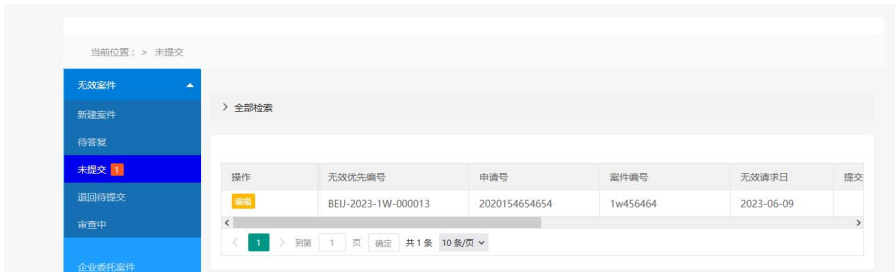 当前位置： > 未提交
无效案件
新建案件
待答复
未提交 1
退回待提交
审查中
企业委托案件
> 全部检索
操作 无效优先编号 申请号 案件编号 无效请求日 提交
编辑 BEIJ-2023-1W-000013 2020154654654 1w456464 2023-06-09
< 1 > 到第 1 页 确定 共 1 条 10 条/页